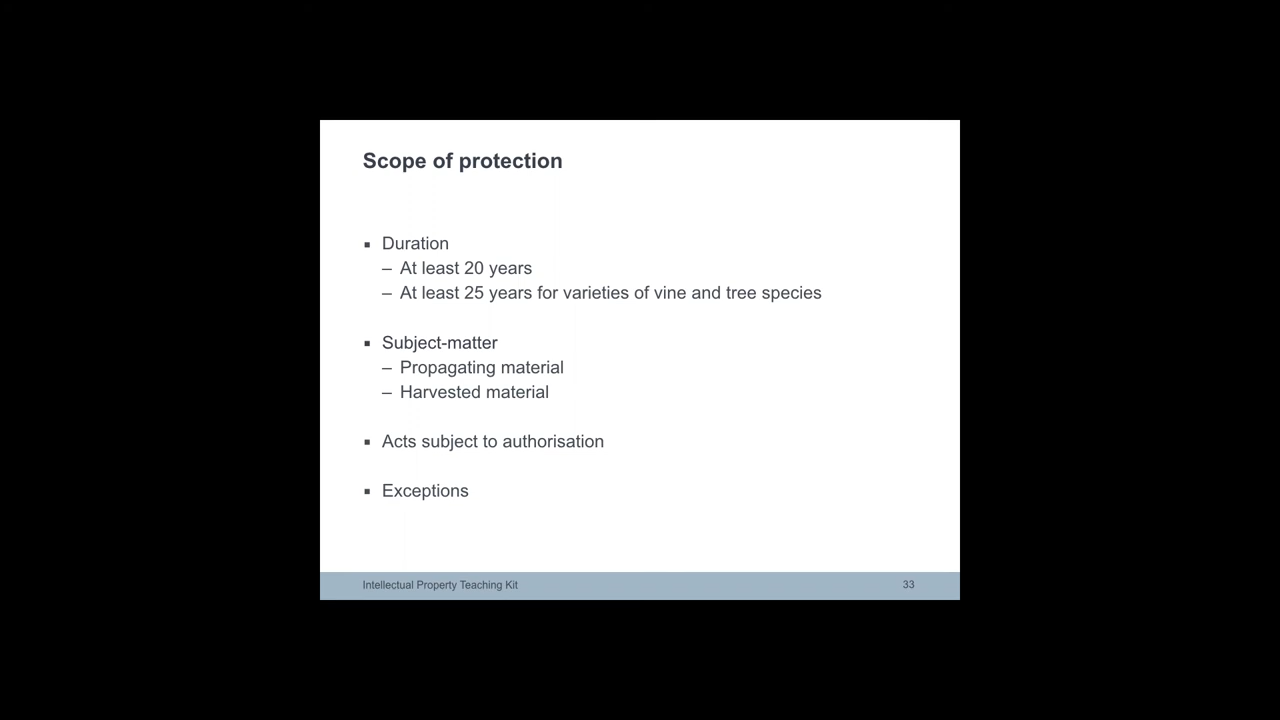 Scope of protection
▪ Duration
– At least 20 years
– At least 25 years for varieties of vine and tree species
▪ Subject-matter
– Propagating material
– Harvested material
▪ Acts subject to authorisation
▪ Exceptions
Intellectual Property Teaching Kit
33